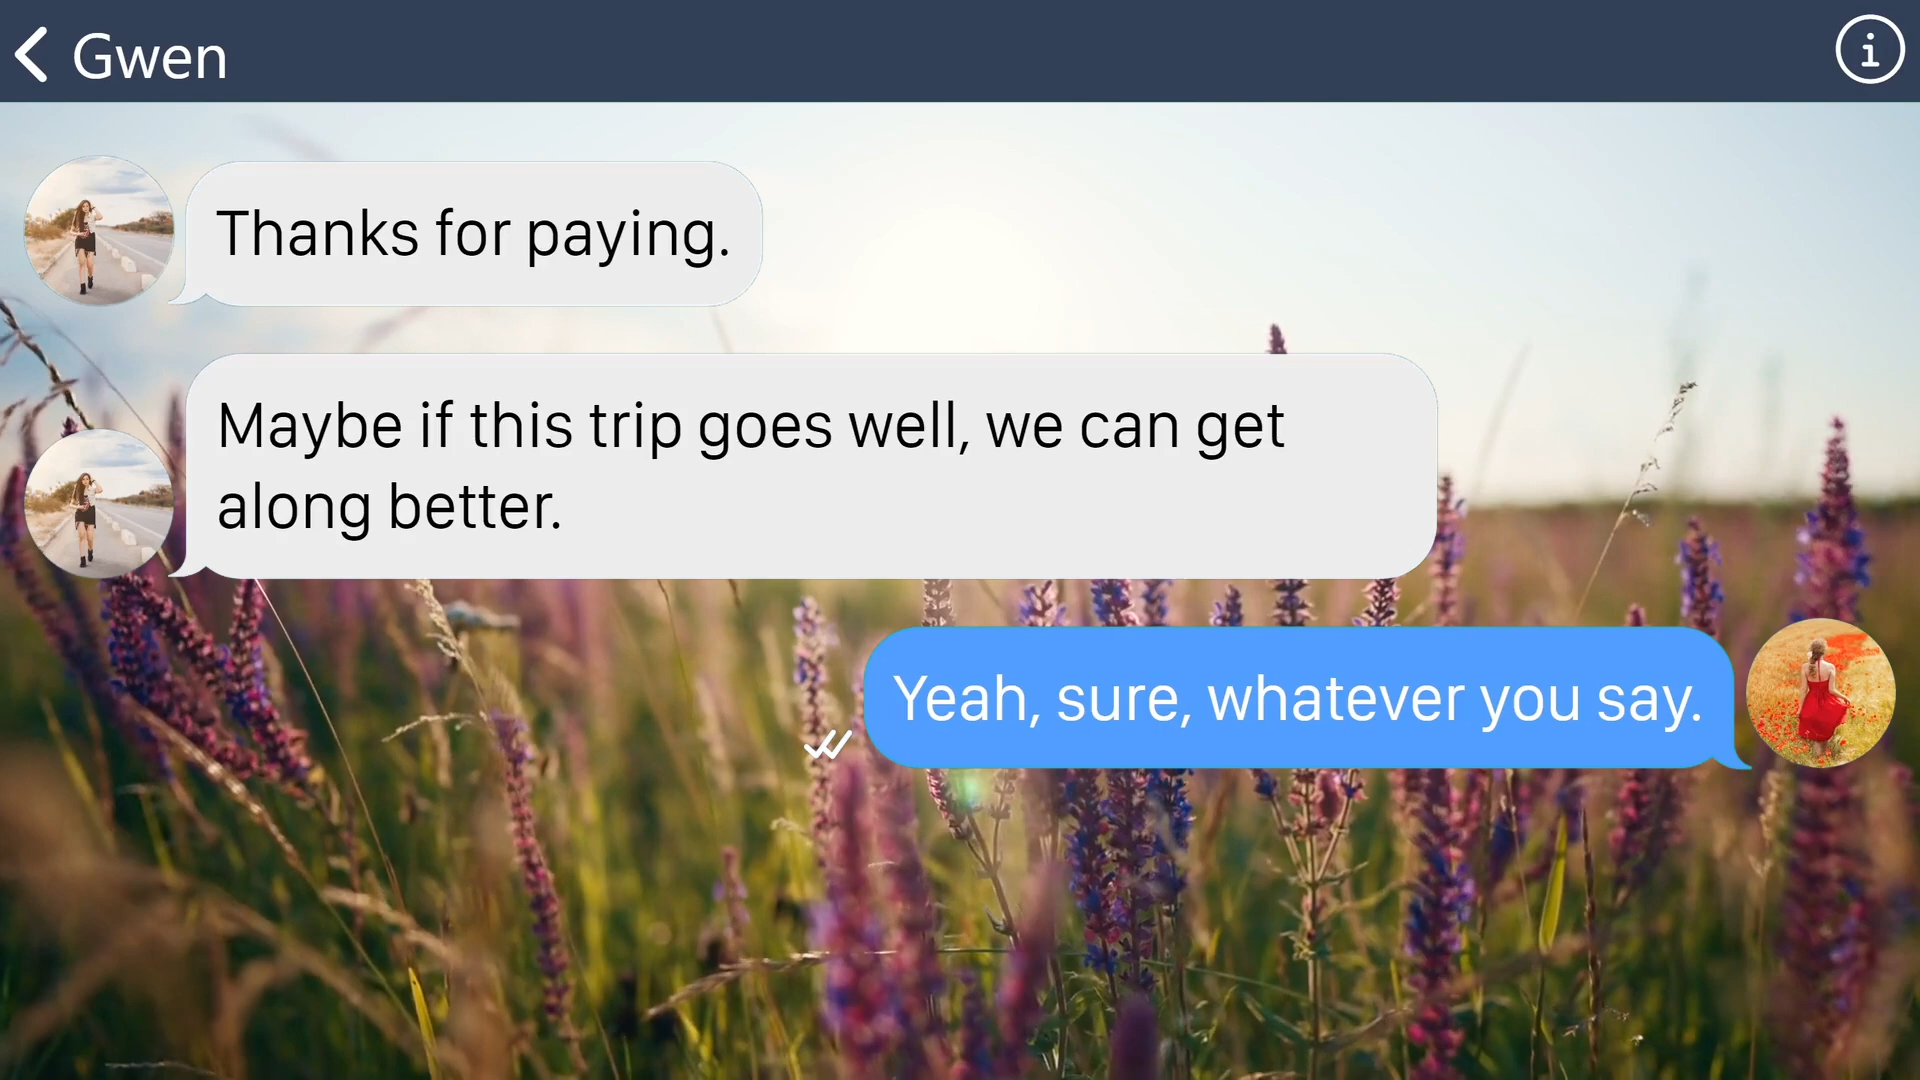 Gwen
Thanks for paying.
Maybe if this trip goes well, we can get
along better.
Yeah, sure, whatever you say.